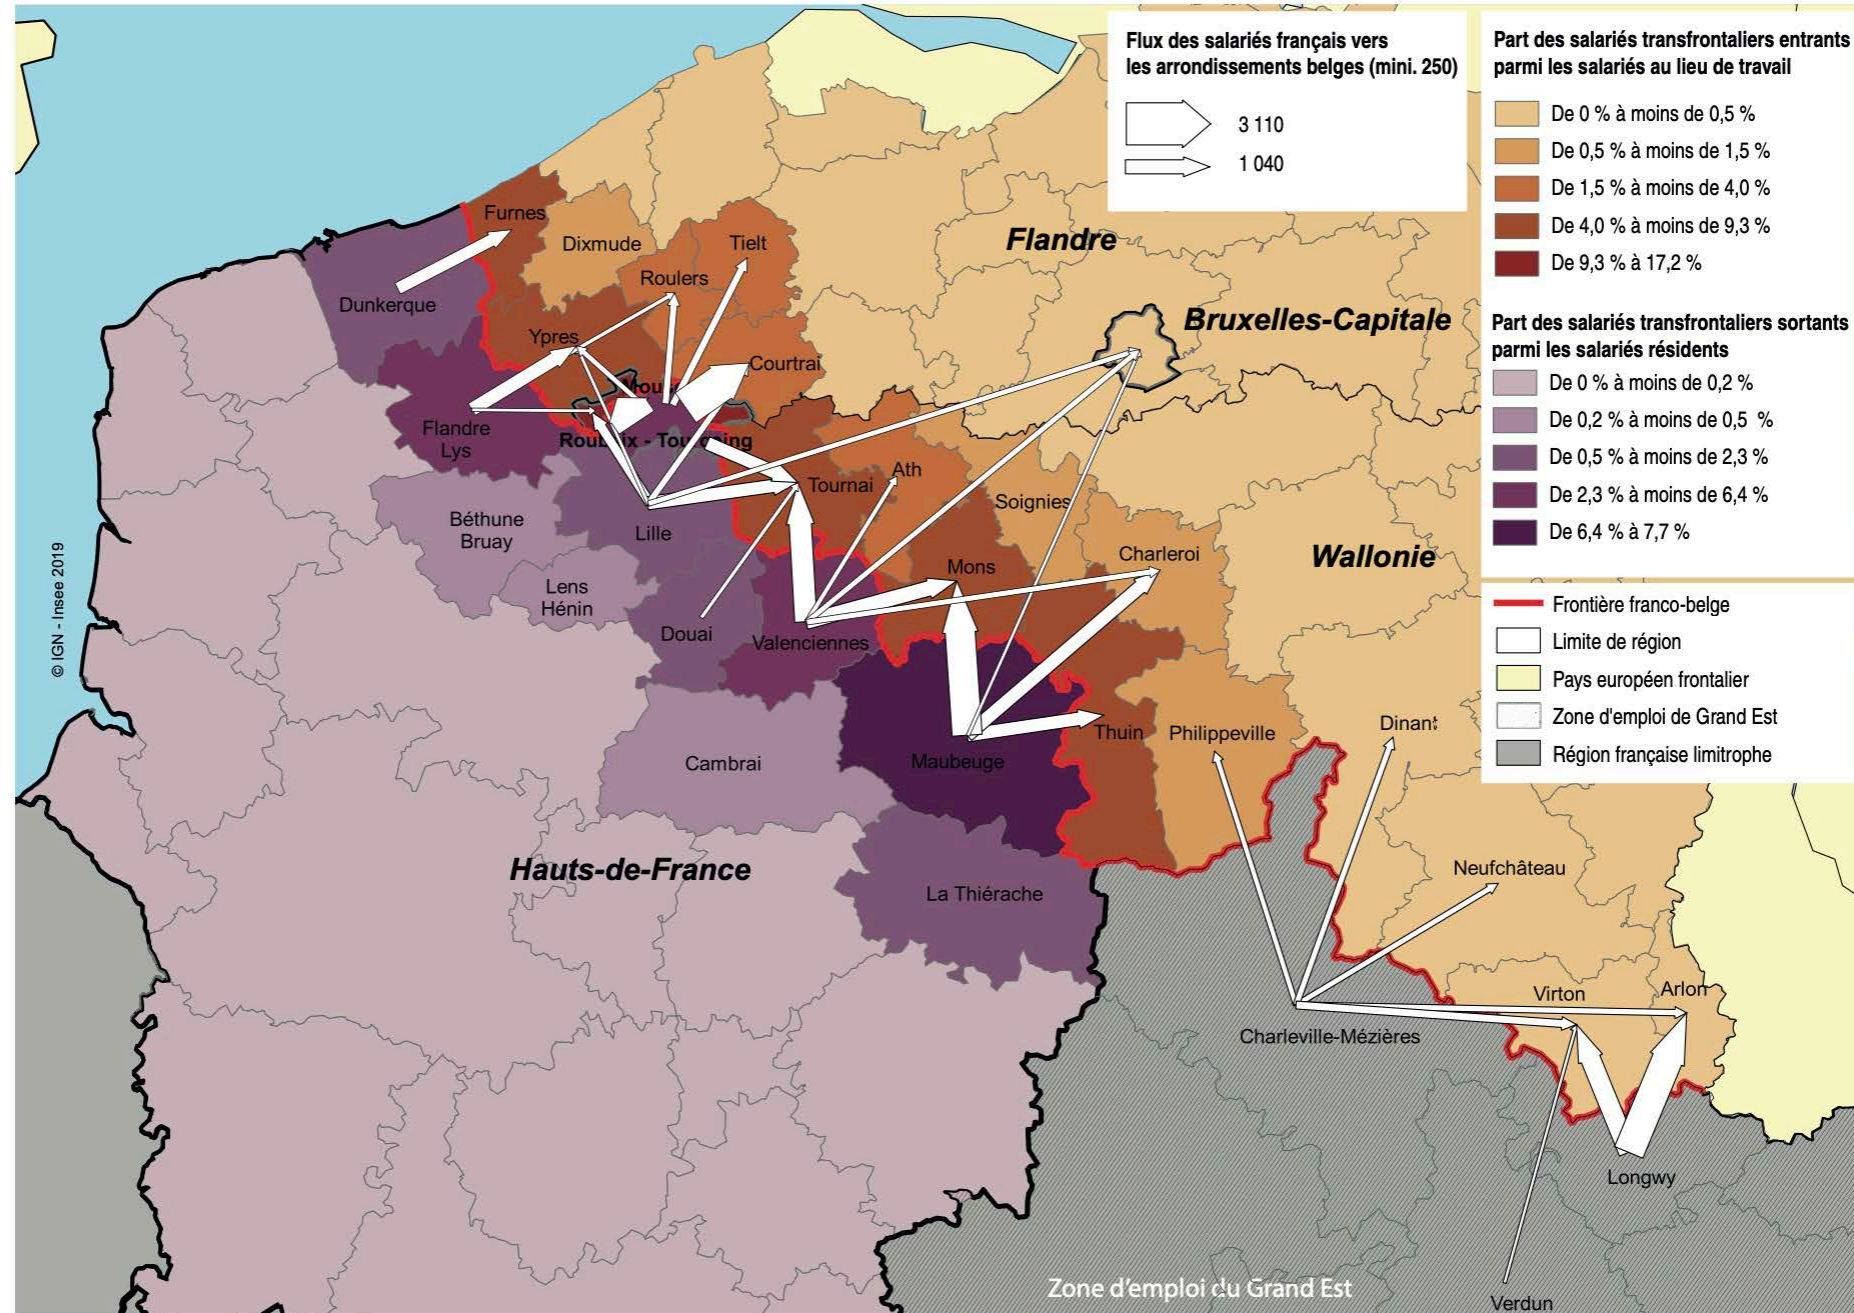 Flux des salariés français vers
les arrondissements belges (mini. 250)
3 110
1 040
Part des salariés transfrontaliers entrants
parmi les salariés au lieu de travail
De 0 % à moins de 0,5 %
De 0,5 % à moins de 1,5 %
De 1,5 % à moins de 4,0 %
De 4,0 % à moins de 9,3 %
De 9,3 % à 17,2 %
Part des salariés transfrontaliers sortants
parmi les salariés résidents
De 0 % à moins de 0,2 %
De 0,2 % à moins de 0,5 %
De 0,5 % à moins de 2,3 %
De 2,3 % à moins de 6,4 %
De 6,4 % à 7,7 %
Frontière franco-belge
Limite de région
Pays européen frontalier
Zone d'emploi de Grand Est
Région française limitrophe
Furnes
Dixmude
Tielt
Flandre
Roulers
Dunkerque
Bruxelles-Capitale
Ypres
Courtrai
Flandre
Lys
Tournai
Ath
Soignies
Béthune
Bruay
Lille
Charleroi
Wallonie
Mons
Lens
Hénin
Douai
Valenciennes
© IGN - Insee 2019
Cambrai
Maubeuge
Thuin
Philippeville
Dinant
Hauts-de-France
La Thiérache
Neufchâteau
Virton
Arlon
Charleville-Mézières
Longwy
Zone d'emploi du Grand Est
Verdun